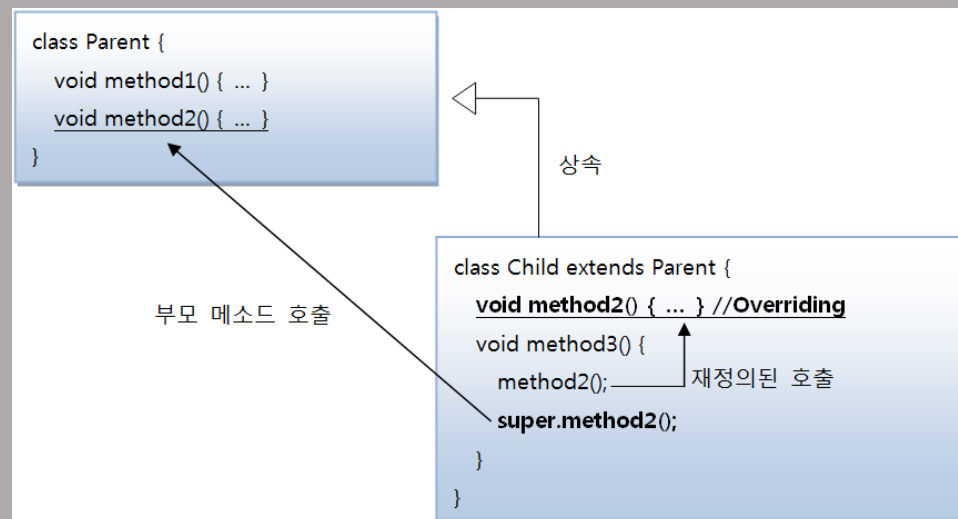 class Parent {
void method1() { ... }
void method2() { ... }
}
상속
부모 메소드 호출
class Child extends Parent {
void method2() { ... } //Overriding
void method3() {
method2();
재정의된 호출
super.method2();
}
}